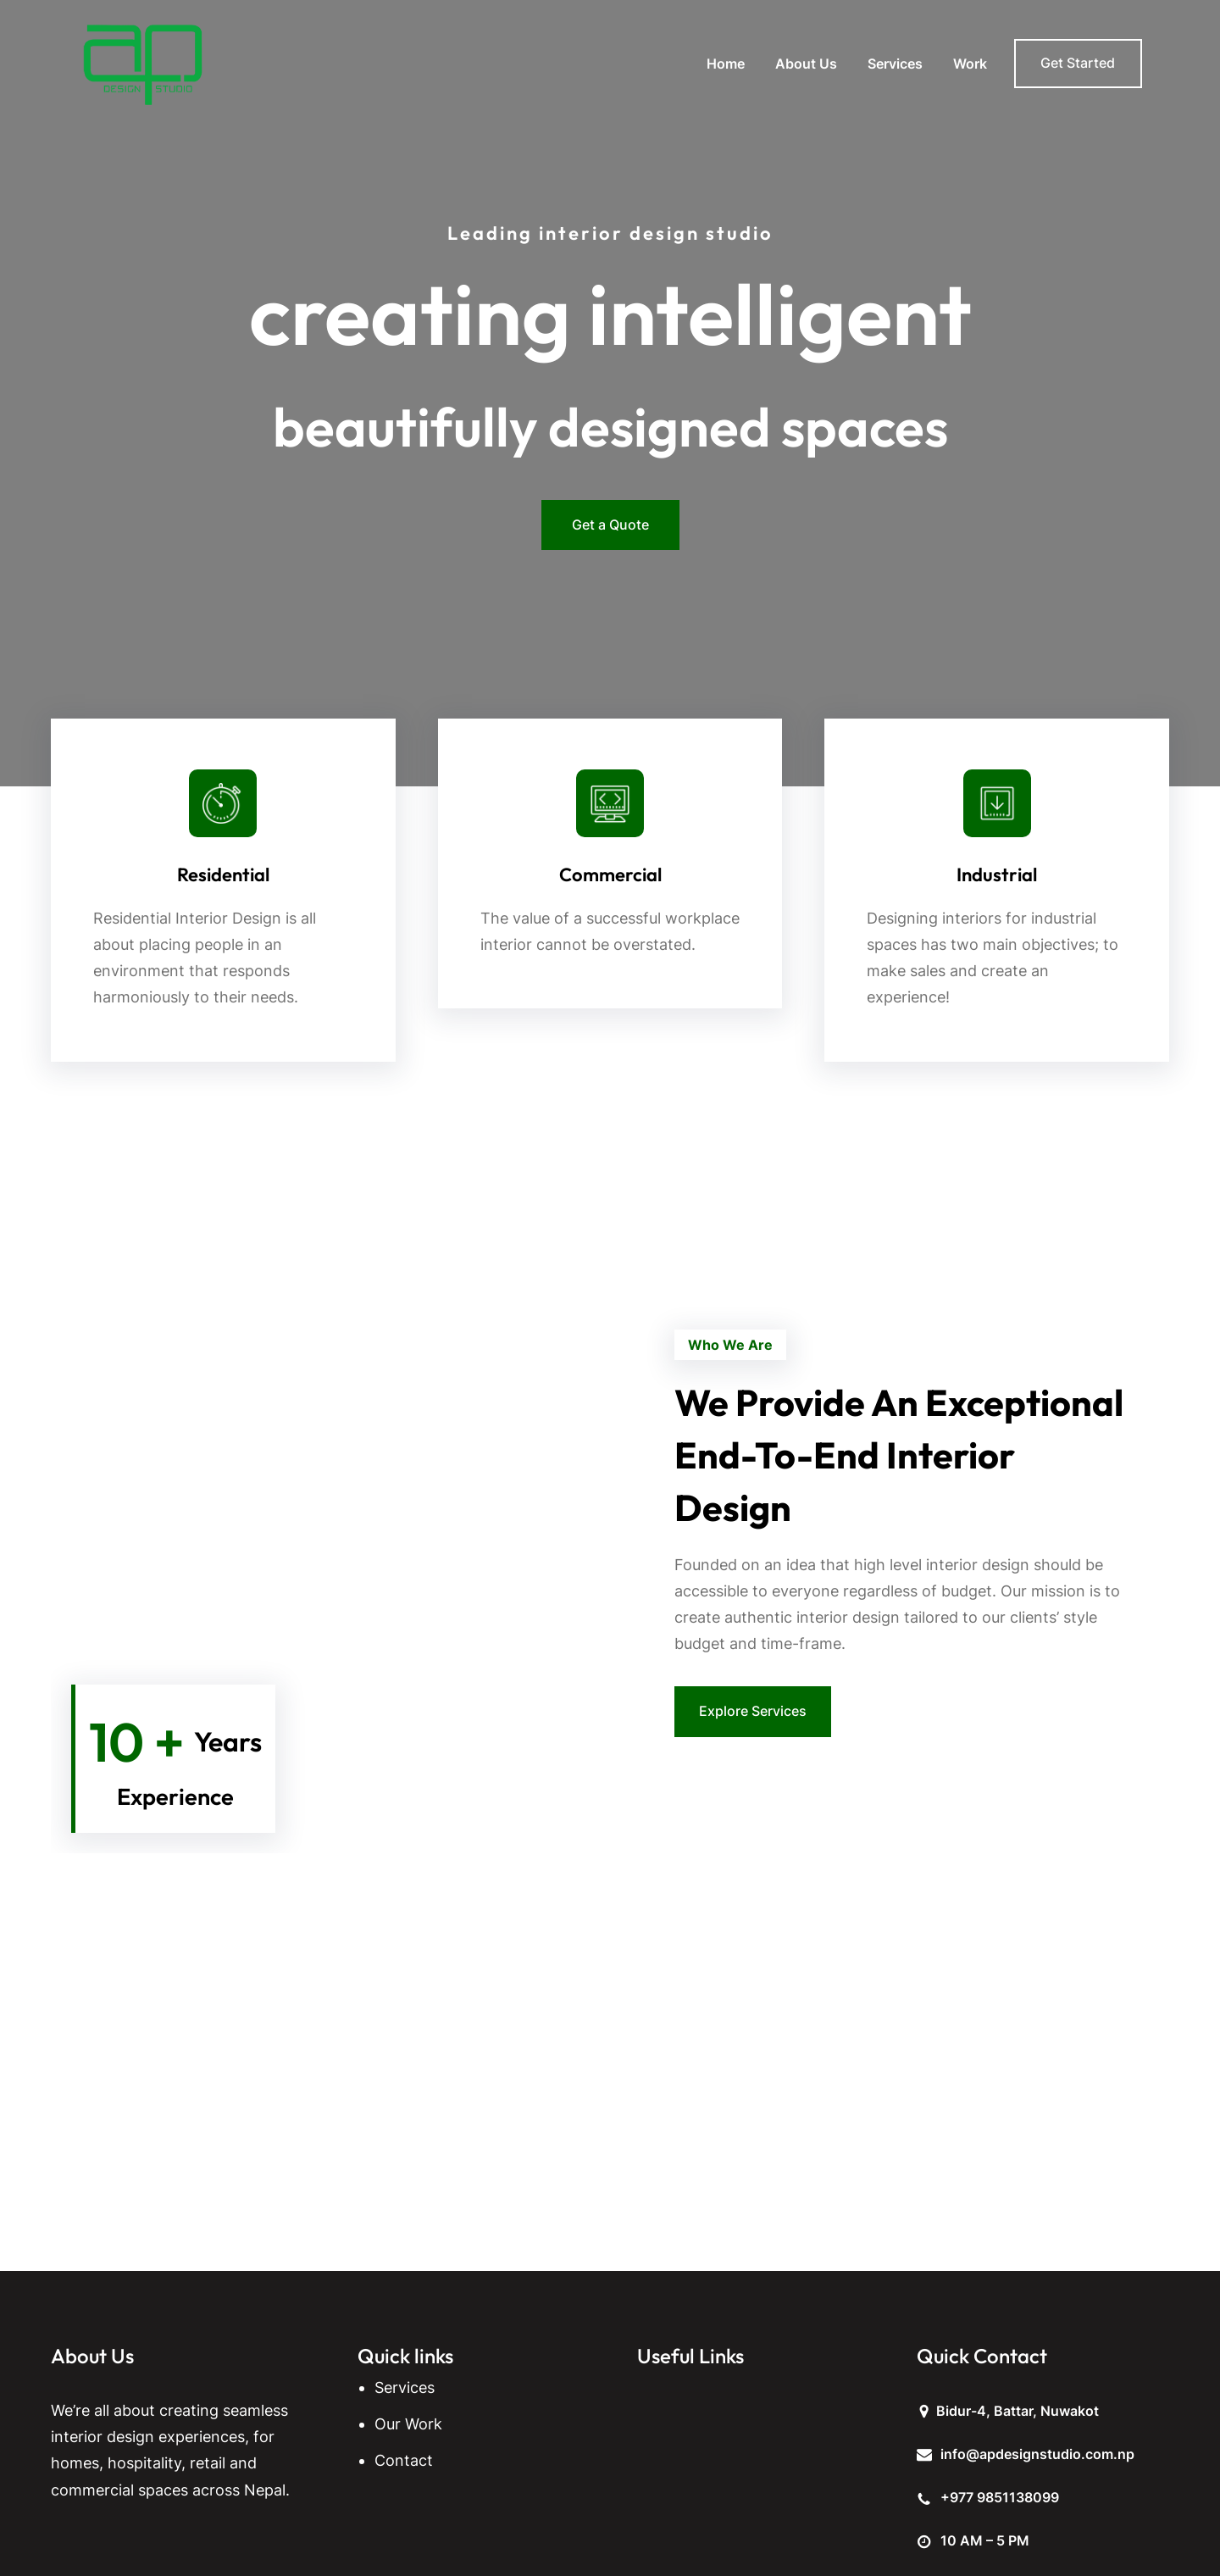 ap
DESIGN STUDIO
Home About Us Services Work Get Started
Leading interior design studio
creating intelligent
beautifully designed spaces
Get a Quote
Residential
Residential Interior Design is all
about placing people in an
environment that responds
harmoniously to their needs.
Commercial
The value of a successful workplace
interior cannot be overstated.
Industrial
Designing interiors for industrial
spaces has two main objectives; to
make sales and create an
experience!
Who We Are
We Provide An Exceptional
End-To-End Interior
Design
Founded on an idea that high level interior design should be
accessible to everyone regardless of budget. Our mission is to
create authentic interior design tailored to our clients’ style
budget and time-frame.
Explore Services
10 + Years
Experience
About Us
We’re all about creating seamless
interior design experiences, for
homes, hospitality, retail and
commercial spaces across Nepal.
Quick links
Services
Our Work
Contact
Useful Links
Quick Contact
Bidur-4, Battar, Nuwakot
info@apdesignstudio.com.np
+977 9851138099
10 AM – 5 PM